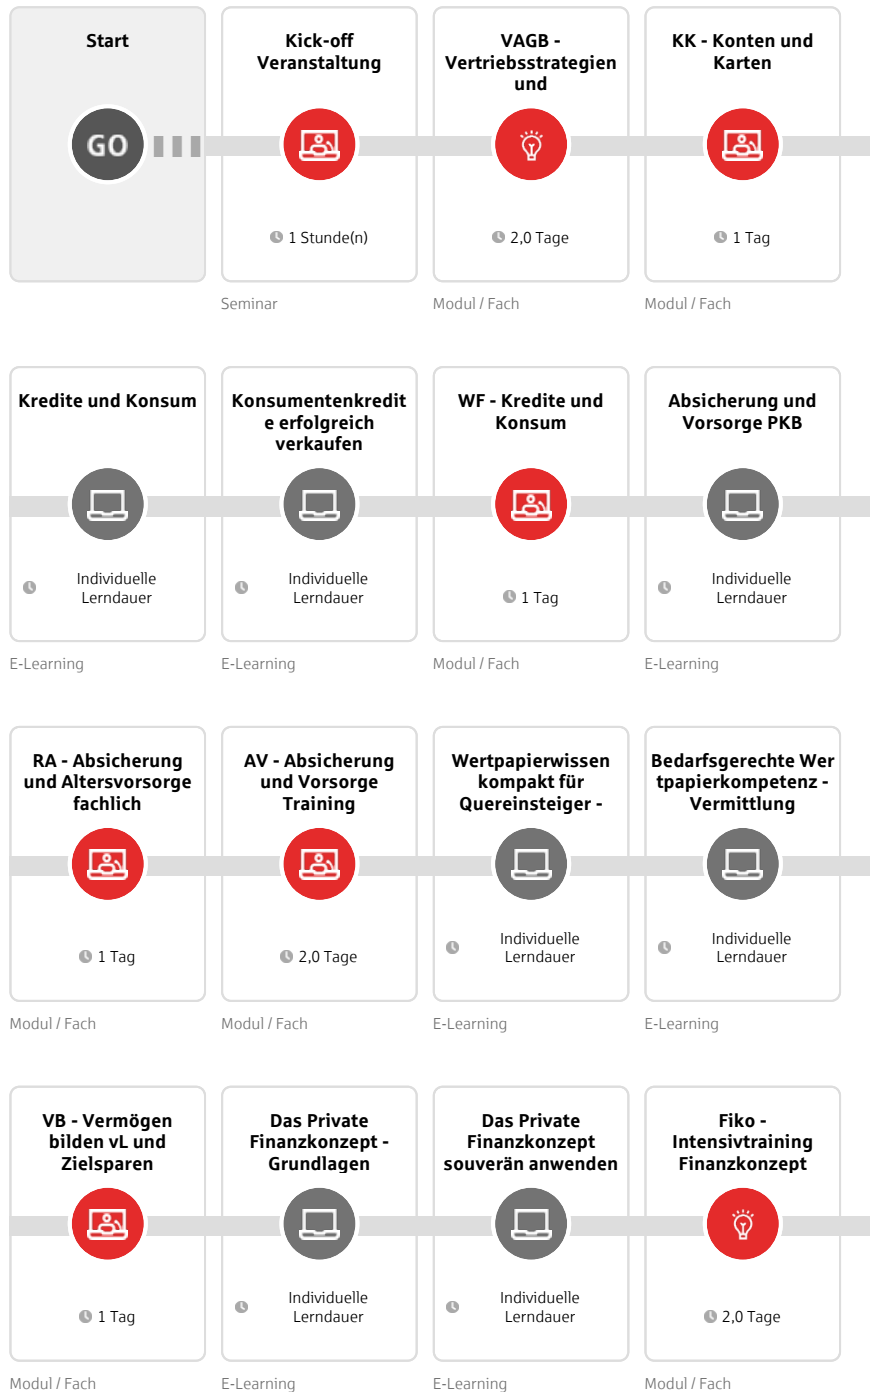 Start
GO
Kick-off
Veranstaltung
1 Stunde(n)
Seminar
VAGB -
Vertriebsstrategien
und
2,0 Tage
Modul / Fach
KK - Konten und
Karten
1 Tag
Modul / Fach
Kredite und Konsum
Individuelle
Lerndauer
E-Learning
Konsumentenkredit
e erfolgreich
verkaufen
Individuelle
Lerndauer
E-Learning
WF - Kredite und
Konsum
1 Tag
Modul / Fach
Absicherung und
Vorsorge PKB
Individuelle
Lerndauer
E-Learning
RA - Absicherung
und Altersvorsorge
fachlich
1 Tag
Modul / Fach
AV - Absicherung
und Vorsorge
Training
2,0 Tage
Modul / Fach
Wertpapierwissen
kompakt für
Quereinsteiger -
Individuelle
Lerndauer
E-Learning
Bedarfsgerechte Wer
tpapierkompetenz -
Vermittlung
Individuelle
Lerndauer
E-Learning
VB - Vermögen
bilden vL und
Zielsparen
1 Tag
Modul / Fach
Das Private
Finanzkonzept -
Grundlagen
Individuelle
Lerndauer
E-Learning
Das Private
Finanzkonzept
souverän anwenden
Individuelle
Lerndauer
E-Learning
Fiko -
Intensivtraining
Finanzkonzept
2,0 Tage
Modul / Fach